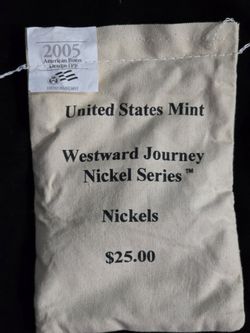 2005
American Bison
United States Mint
Westward Journey
Nickel Series™
Nickels
$25.00